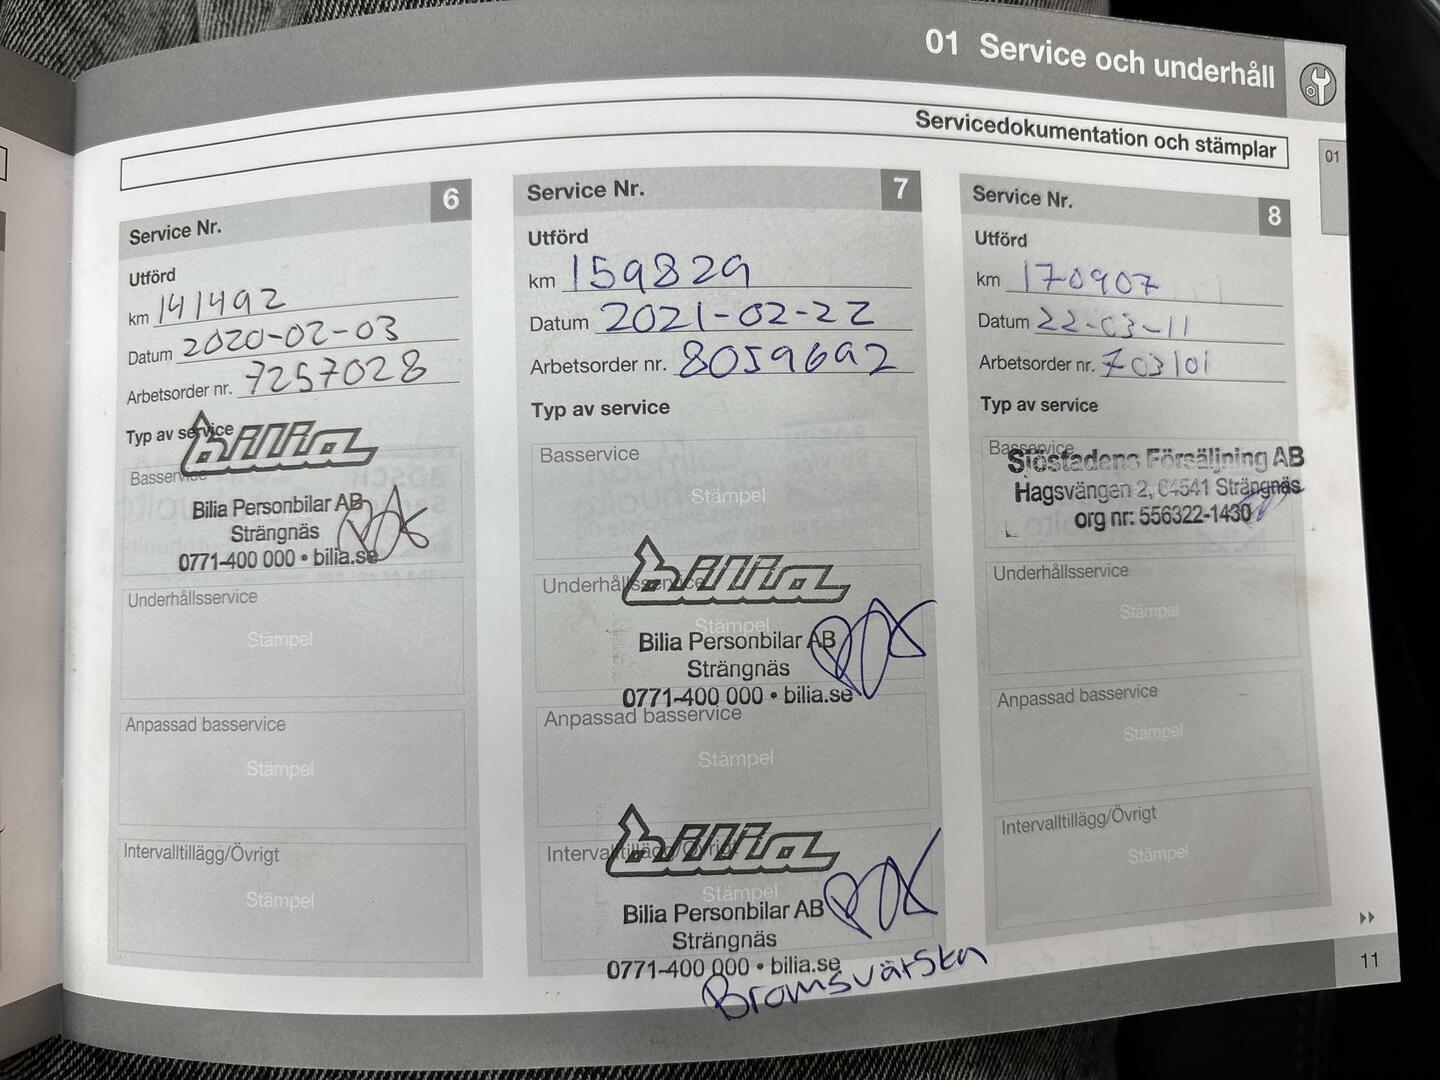 01 Service och underhåll
Servicedokumentation och stämplar
01
Service Nr. 6
Utförd
km 141492
Datum 2020-02-03
Arbetsorder nr. 7257028
Typ av service
Basservice
bilia
Bilia Personbilar AB
Strängnäs
0771-400 000 • bilia.se
Underhållsservice
Stämpel
Anpassad basservice
Stämpel
Intervalltillägg/Övrigt
Stämpel
Service Nr. 7
Utförd
km 159829
Datum 2021-02-22
Arbetsorder nr. 8059692
Typ av service
Basservice
Stämpel
Underhållsservice
bilia
Stämpel
Bilia Personbilar AB
Strängnäs
0771-400 000 • bilia.se
Anpassad basservice
Stämpel
Intervalltillägg/Övrigt
bilia
Stämpel
Bilia Personbilar AB
Strängnäs
0771-400 000 • bilia.se
Bromsvätska
Service Nr. 8
Utförd
km 170907
Datum 22-03-11
Arbetsorder nr. 703101
Typ av service
Basservice
Sjöstadens Försäljning AB
Hagsvängen 2, 64541 Strängnäs
org nr: 556322-1430
Underhållsservice
Stämpel
Anpassad basservice
Stämpel
Intervalltillägg/Övrigt
Stämpel
11